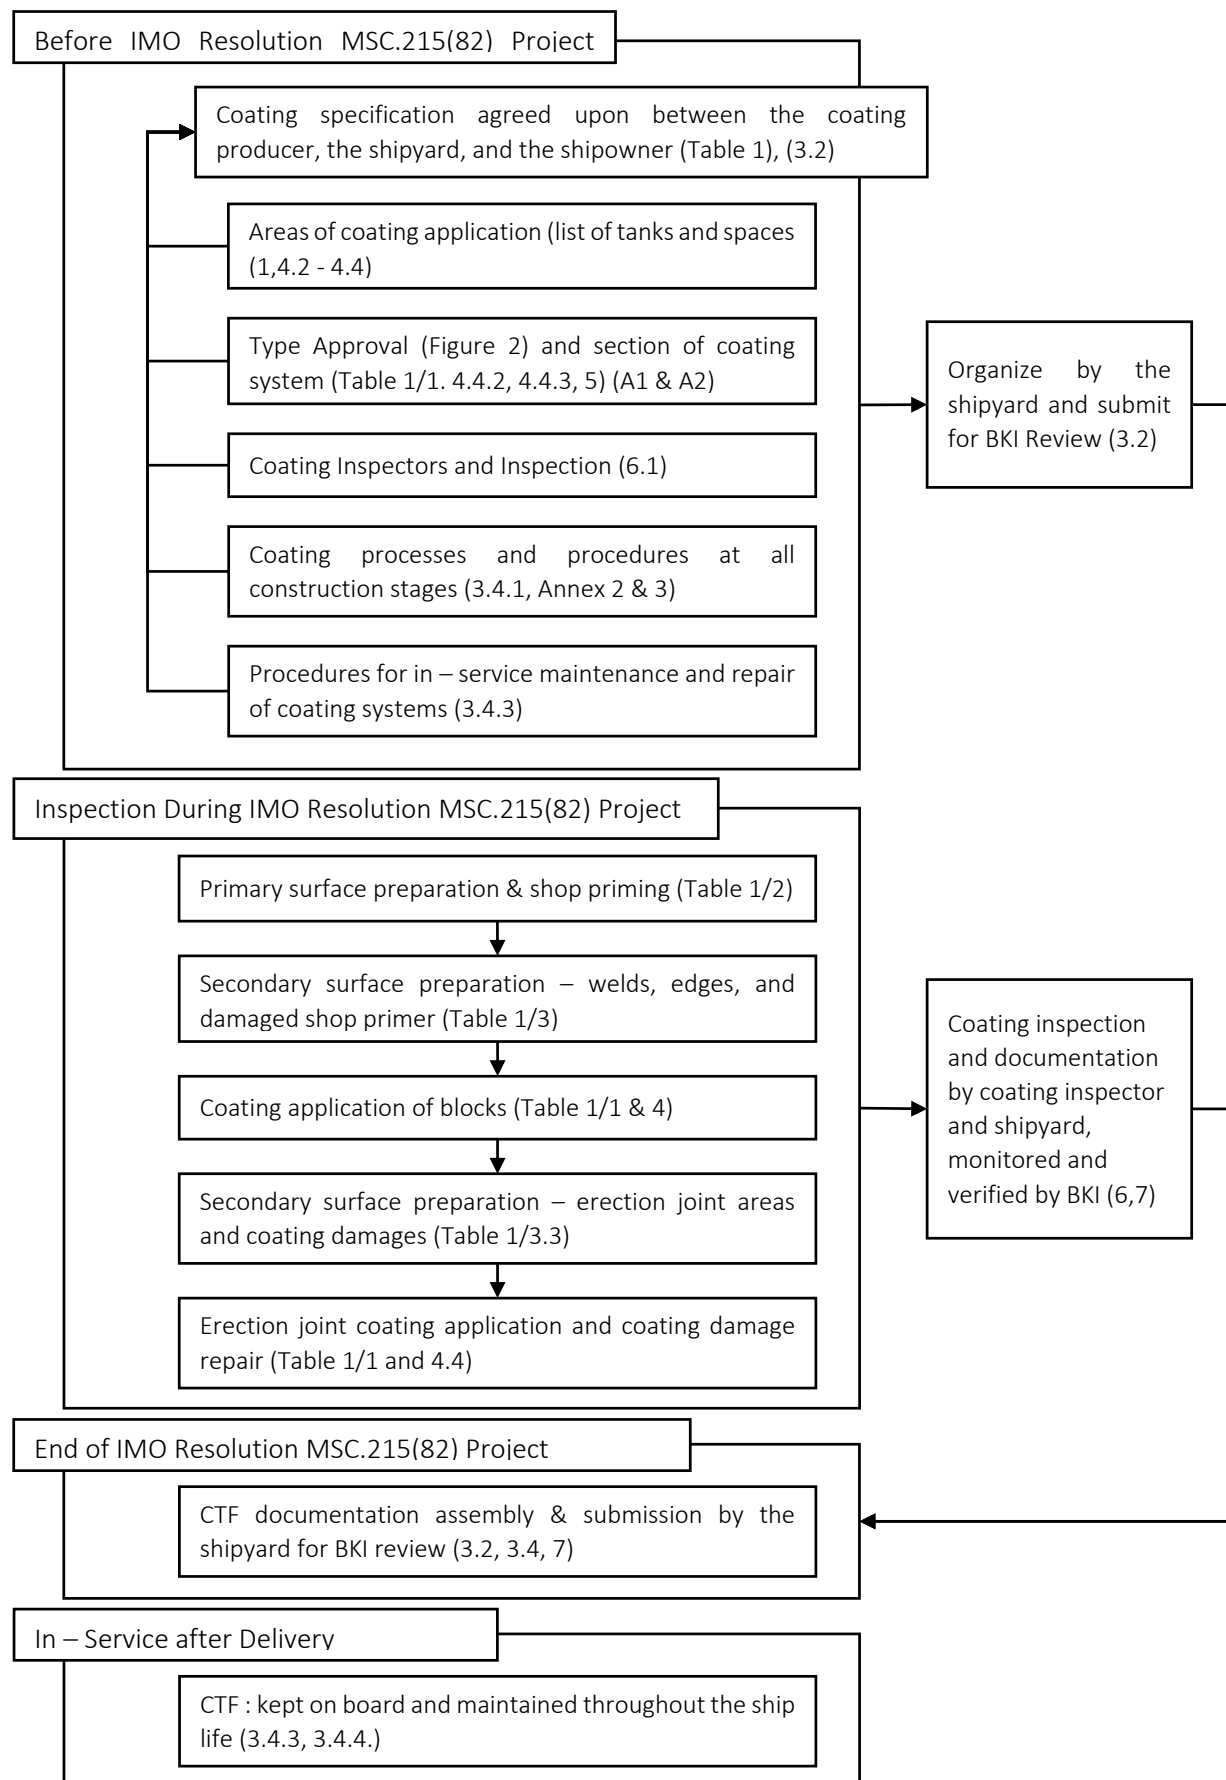 Before IMO Resolution MSC.215(82) Project
Coating specification agreed upon between the coating
producer, the shipyard, and the shipowner (Table 1), (3.2)
Areas of coating application (list of tanks and spaces
(1,4.2 - 4.4)
Type Approval (Figure 2) and section of coating
system (Table 1/1. 4.4.2, 4.4.3, 5) (A1 & A2)
Coating Inspectors and Inspection (6.1)
Coating processes and procedures at all
construction stages (3.4.1, Annex 2 & 3)
Procedures for in – service maintenance and repair
of coating systems (3.4.3)
Organize by the
shipyard and submit
for BKI Review (3.2)
Inspection During IMO Resolution MSC.215(82) Project
Primary surface preparation & shop priming (Table 1/2)
Secondary surface preparation – welds, edges, and
damaged shop primer (Table 1/3)
Coating application of blocks (Table 1/1 & 4)
Secondary surface preparation – erection joint areas
and coating damages (Table 1/3.3)
Erection joint coating application and coating damage
repair (Table 1/1 and 4.4)
Coating inspection
and documentation
by coating inspector
and shipyard,
monitored and
verified by BKI (6,7)
End of IMO Resolution MSC.215(82) Project
CTF documentation assembly & submission by the
shipyard for BKI review (3.2, 3.4, 7)
In – Service after Delivery
CTF : kept on board and maintained throughout the ship
life (3.4.3, 3.4.4.)